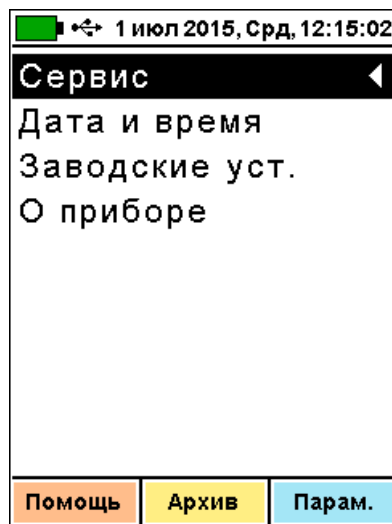 1 июл 2015, Срд, 12:15:02
Сервис
Дата и время
Заводские уст.
О приборе
Помощь Архив Парам.